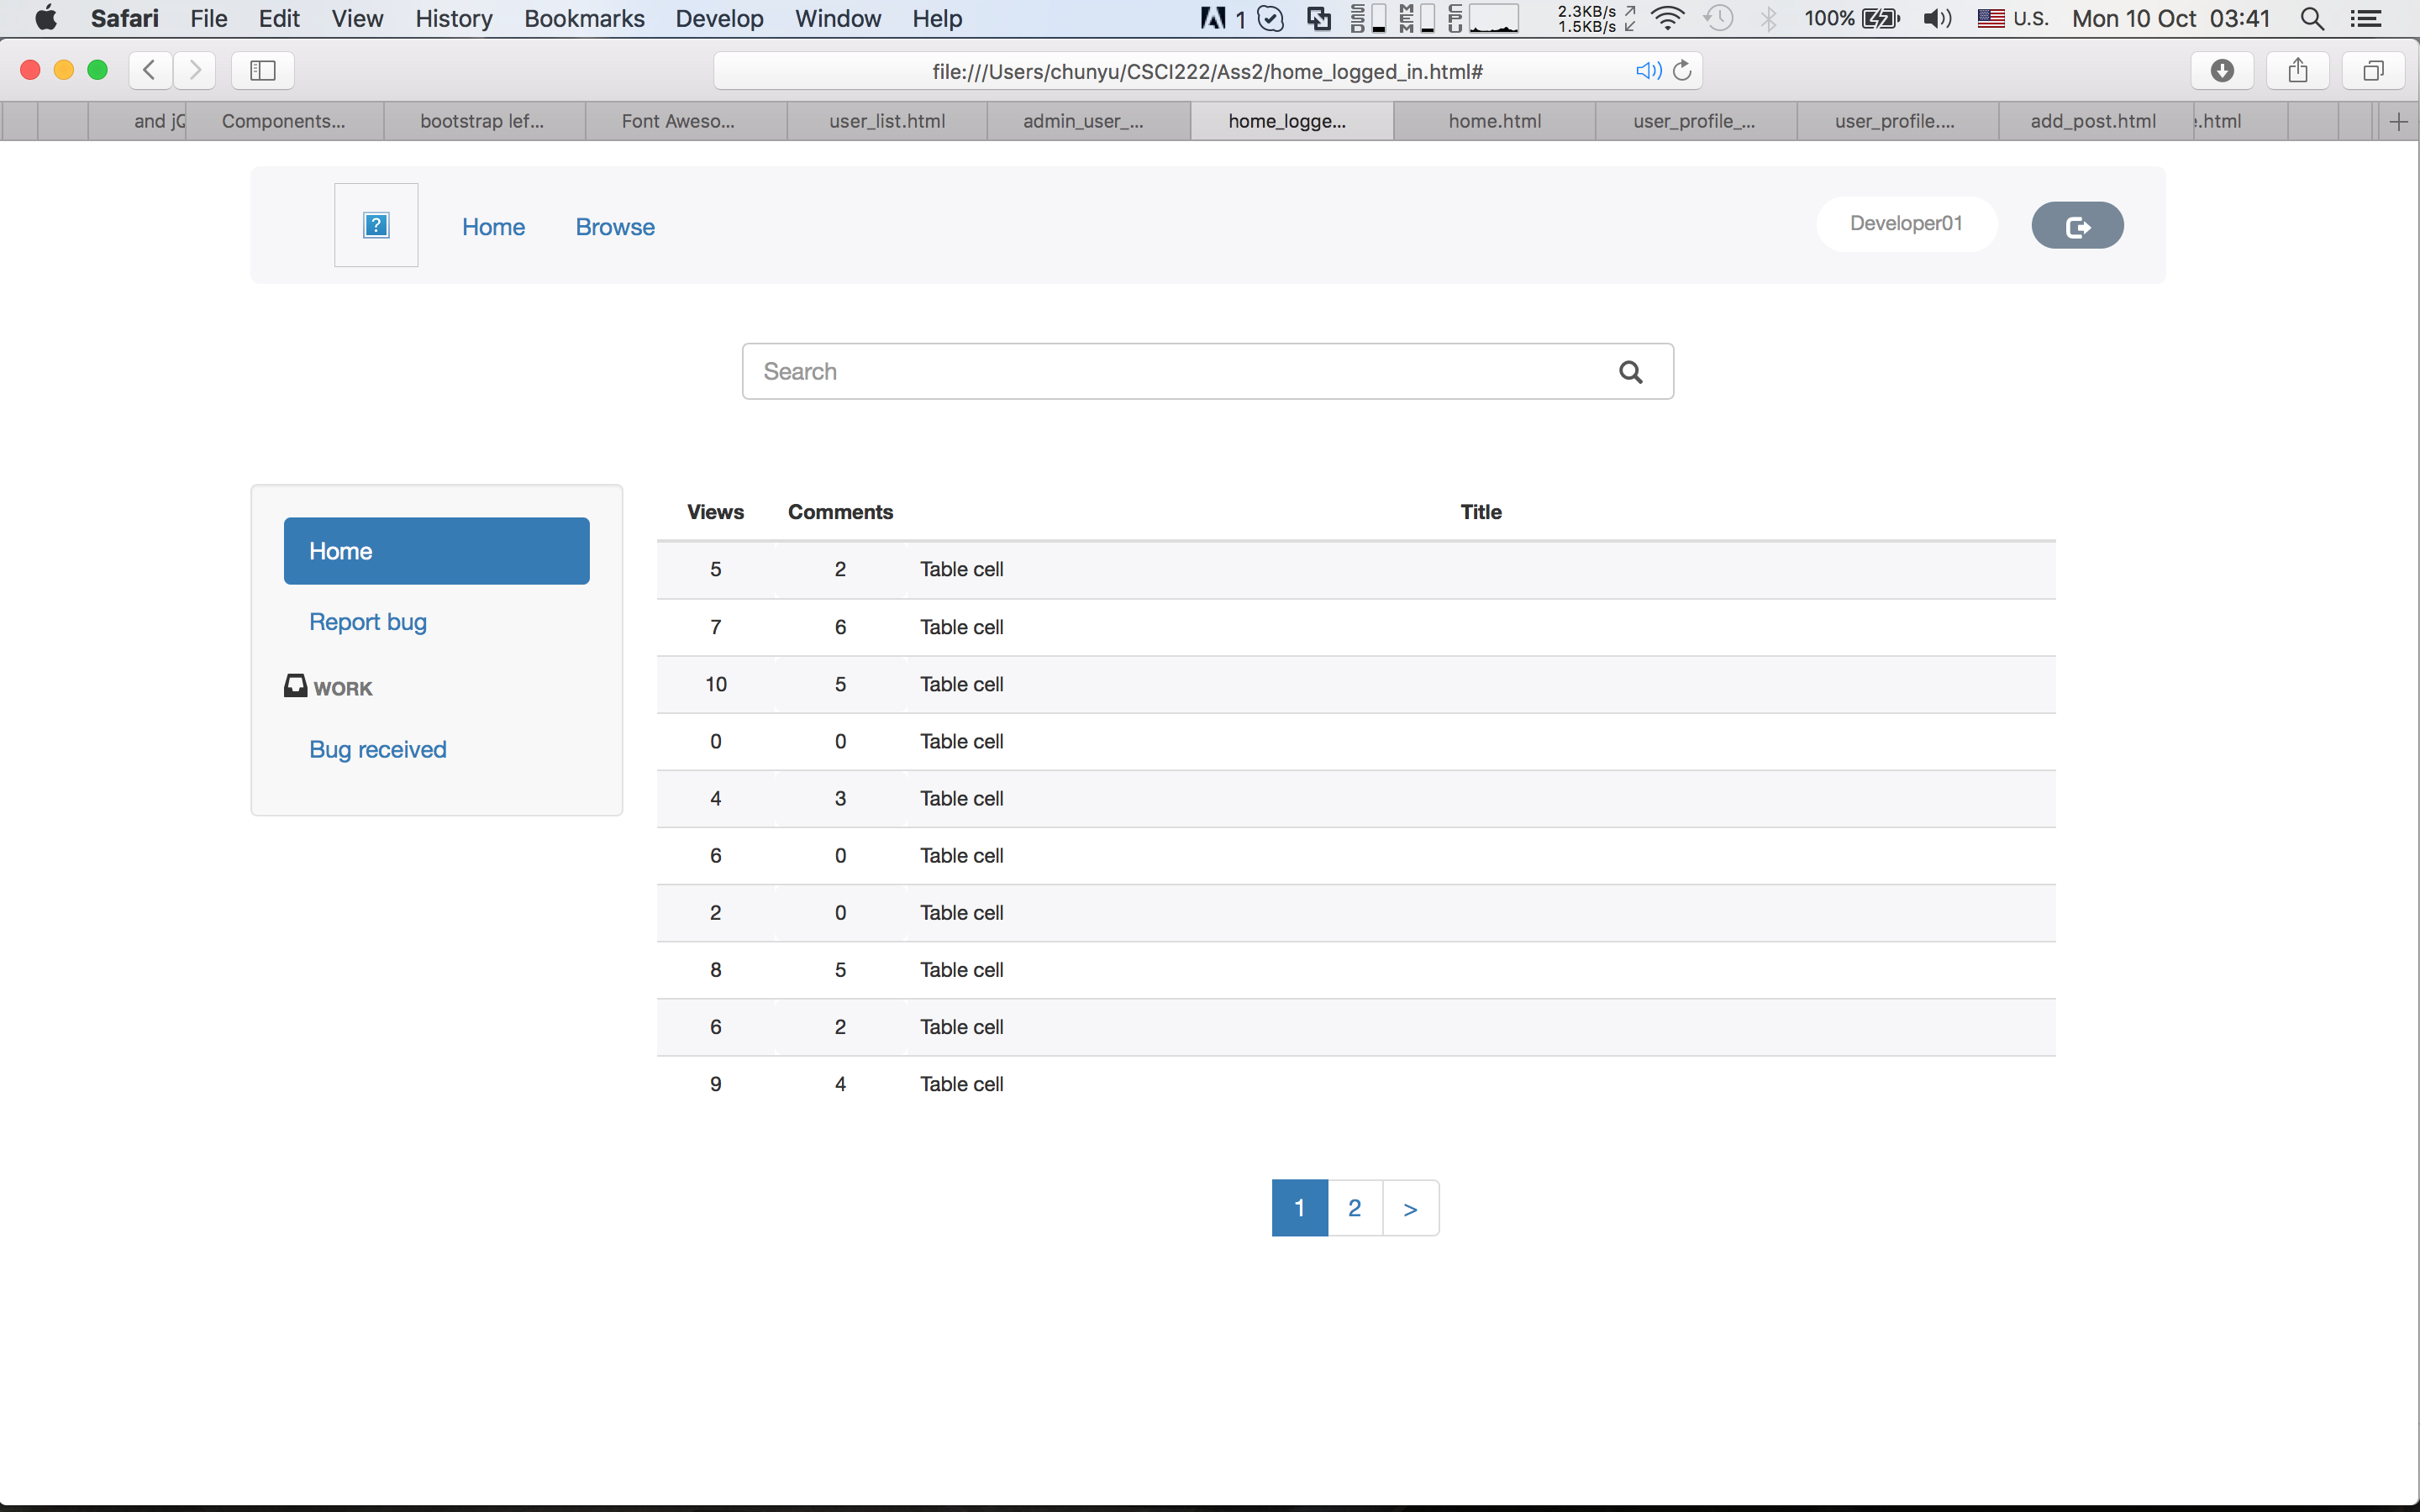 Safari File Edit View History Bookmarks Develop Window Help 1 SSD MEM CPU 2.3KB/s 1.5KB/s 100% U.S. Mon 10 Oct 03:41
file:///Users/chunyu/CSCI222/Ass2/home_logged_in.html#
and jQ Components... bootstrap lef... Font Aweso... user_list.html admin_user_... home_logge... home.html user_profile_... user_profile.... add_post.html .html
Home Browse Developer01
Search
Home
Report bug
WORK
Bug received
Views Comments Title
5 2 Table cell
7 6 Table cell
10 5 Table cell
0 0 Table cell
4 3 Table cell
6 0 Table cell
2 0 Table cell
8 5 Table cell
6 2 Table cell
9 4 Table cell
1 2 >